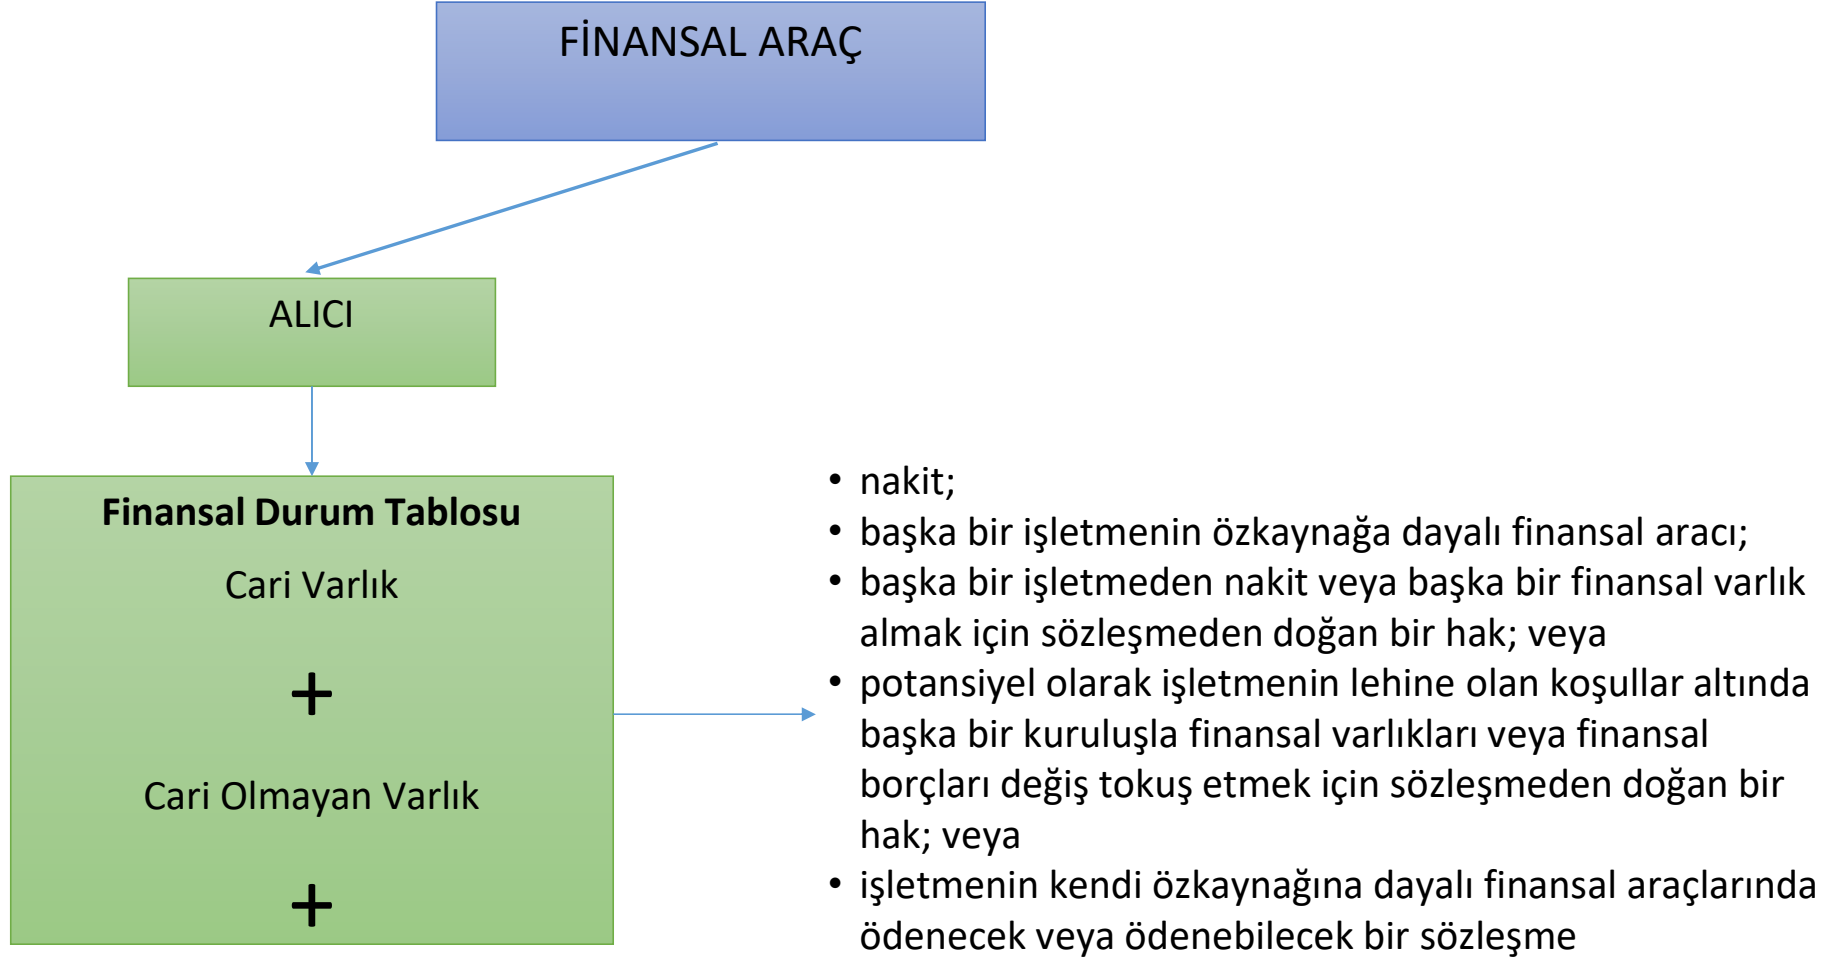 FİNANSAL ARAÇ
ALICI
Finansal Durum Tablosu
Cari Varlık
+
Cari Olmayan Varlık
+
• nakit;
• başka bir işletmenin özkaynağa dayalı finansal aracı;
• başka bir işletmeden nakit veya başka bir finansal varlık
almak için sözleşmeden doğan bir hak; veya
• potansiyel olarak işletmenin lehine olan koşullar altında
başka bir kuruluşla finansal varlıkları veya finansal
borçları değiş tokuş etmek için sözleşmeden doğan bir
hak; veya
• işletmenin kendi özkaynağına dayalı finansal araçlarında
ödenecek veya ödenebilecek bir sözleşme